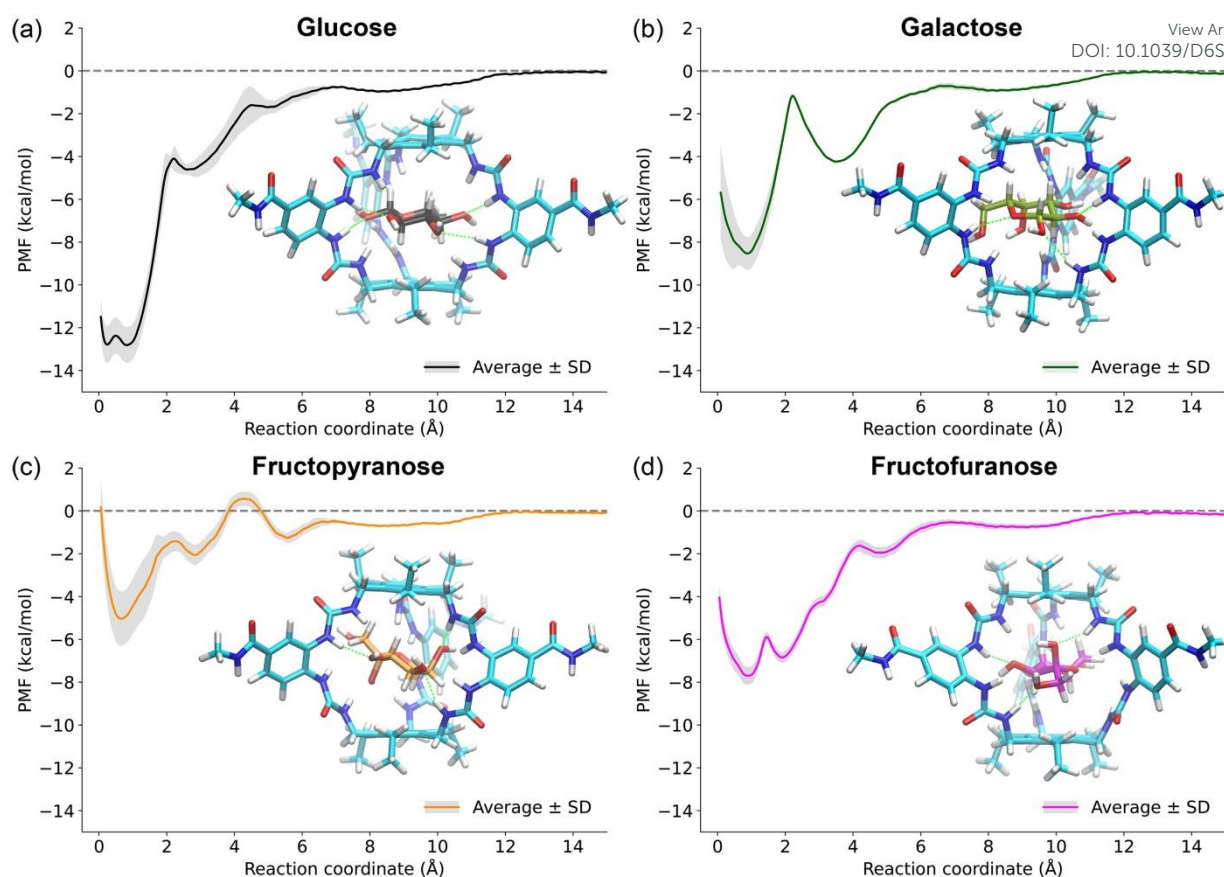 (a) Glucose
2
0
−2
−4
−6
−8
−10
−12
−14
PMF (kcal/mol)
Average ± SD
0 2 4 6 8 10 12 14
Reaction coordinate (Å)
(b) Galactose
View Ar
DOI: 10.1039/D6S
2
0
−2
−4
−6
−8
−10
−12
−14
PMF (kcal/mol)
Average ± SD
0 2 4 6 8 10 12 14
Reaction coordinate (Å)
(c) Fructopyranose
2
0
−2
−4
−6
−8
−10
−12
−14
PMF (kcal/mol)
Average ± SD
0 2 4 6 8 10 12 14
Reaction coordinate (Å)
(d) Fructofuranose
2
0
−2
−4
−6
−8
−10
−12
−14
PMF (kcal/mol)
Average ± SD
0 2 4 6 8 10 12 14
Reaction coordinate (Å)